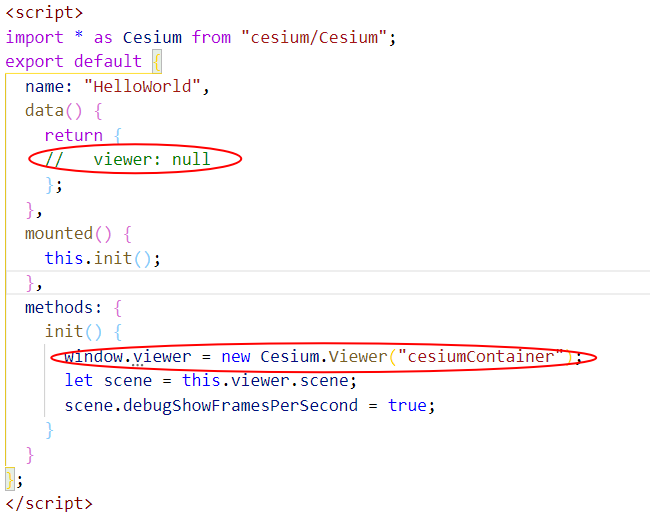 <script>
import * as Cesium from "cesium/Cesium";
export default {
name: "HelloWorld",
data() {
return {
// viewer: null
};
},
mounted() {
this.init();
},
methods: {
init() {
window.viewer = new Cesium.Viewer("cesiumContainer");
let scene = this.viewer.scene;
scene.debugShowFramesPerSecond = true;
}
}
};
</script>